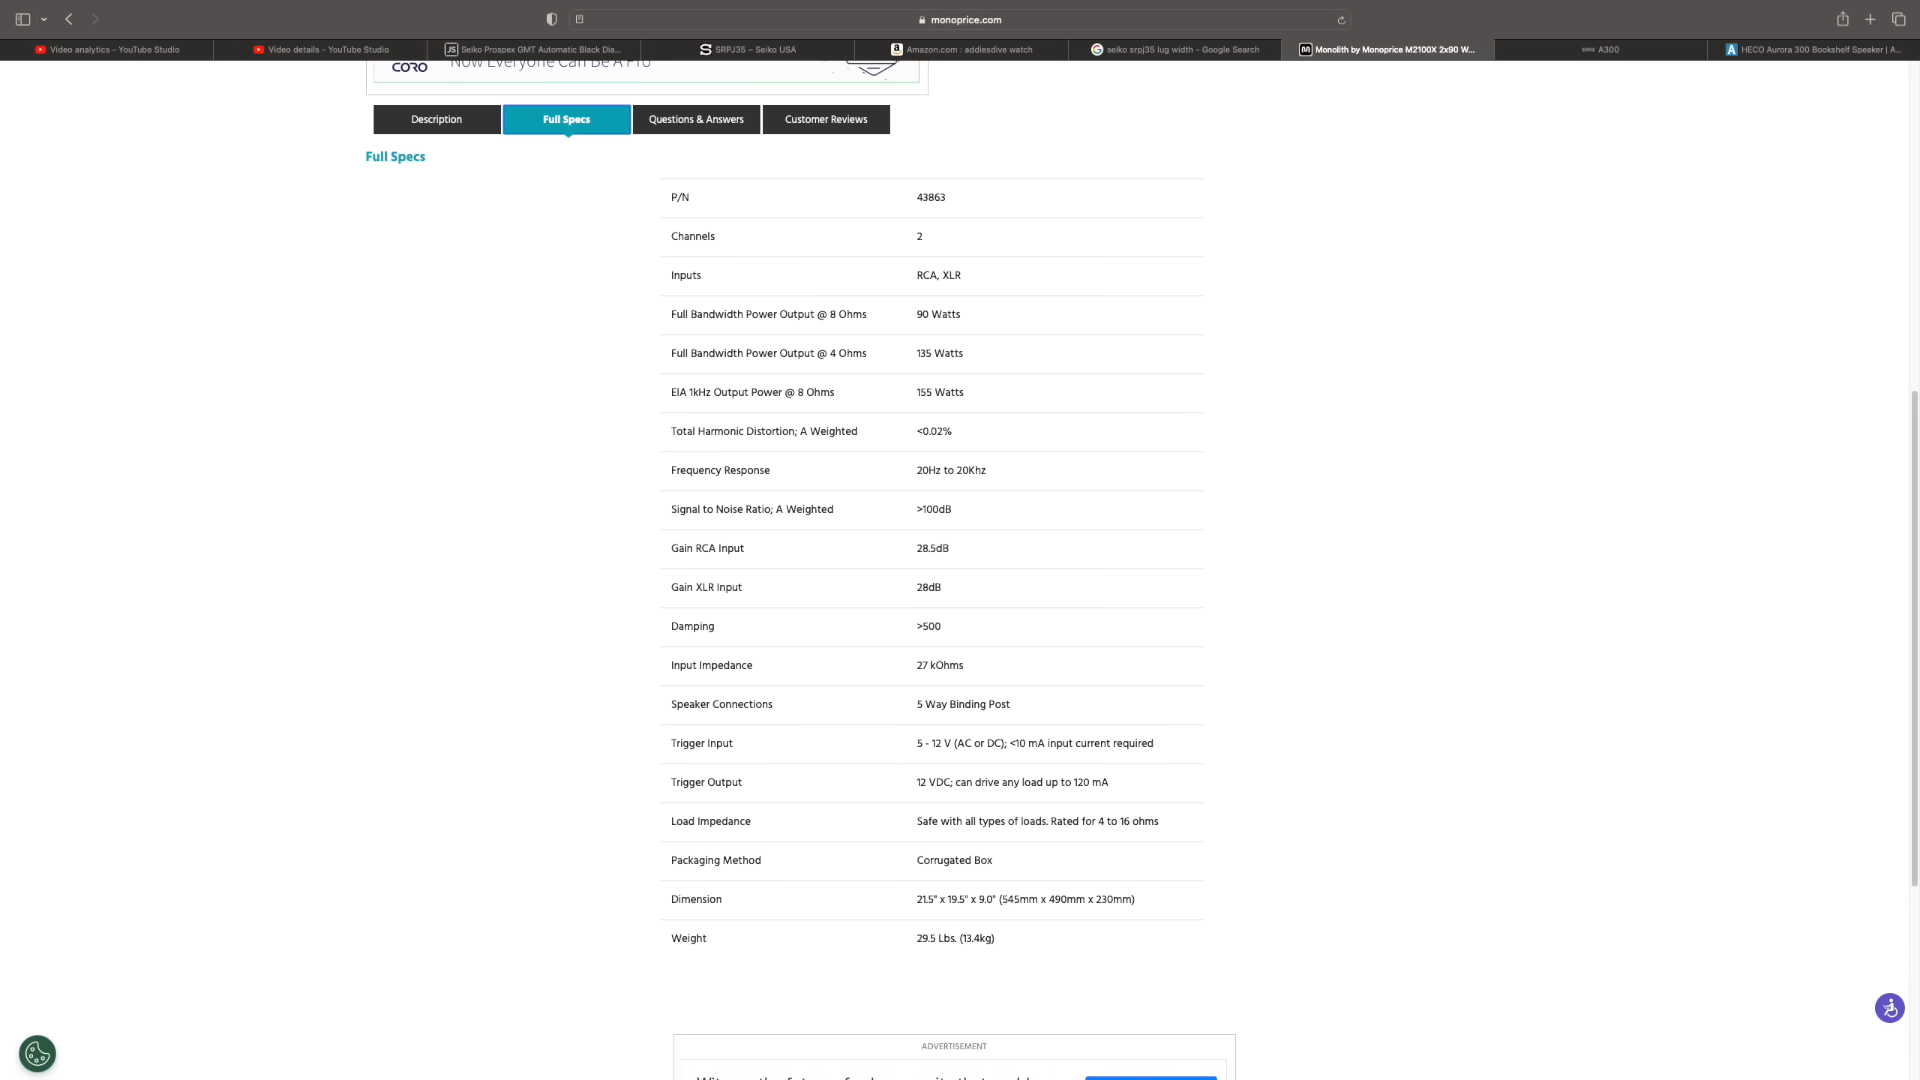 monoprice.com
Video analytics - YouTube Studio
Video details - YouTube Studio
Seiko Prospex GMT Automatic Black Dia...
SRPJ35 – Seiko USA
Amazon.com : addiesdive watch
seiko srpj35 lug width - Google Search
Monolith by Monoprice M2100X 2x90 W...
A300
HECO Aurora 300 Bookshelf Speaker | A...
CORO
Now Everyone Can Be A Pro
Description
Full Specs
Questions & Answers
Customer Reviews
Full Specs
P/N 43863
Channels 2
Inputs RCA, XLR
Full Bandwidth Power Output @ 8 Ohms 90 Watts
Full Bandwidth Power Output @ 4 Ohms 135 Watts
EIA 1kHz Output Power @ 8 Ohms 155 Watts
Total Harmonic Distortion; A Weighted <0.02%
Frequency Response 20Hz to 20Khz
Signal to Noise Ratio; A Weighted >100dB
Gain RCA Input 28.5dB
Gain XLR Input 28dB
Damping >500
Input Impedance 27 kOhms
Speaker Connections 5 Way Binding Post
Trigger Input 5 - 12 V (AC or DC); <10 mA input current required
Trigger Output 12 VDC; can drive any load up to 120 mA
Load Impedance Safe with all types of loads. Rated for 4 to 16 ohms
Packaging Method Corrugated Box
Dimension 21.5" x 19.5" x 9.0" (545mm x 490mm x 230mm)
Weight 29.5 Lbs. (13.4kg)
ADVERTISEMENT